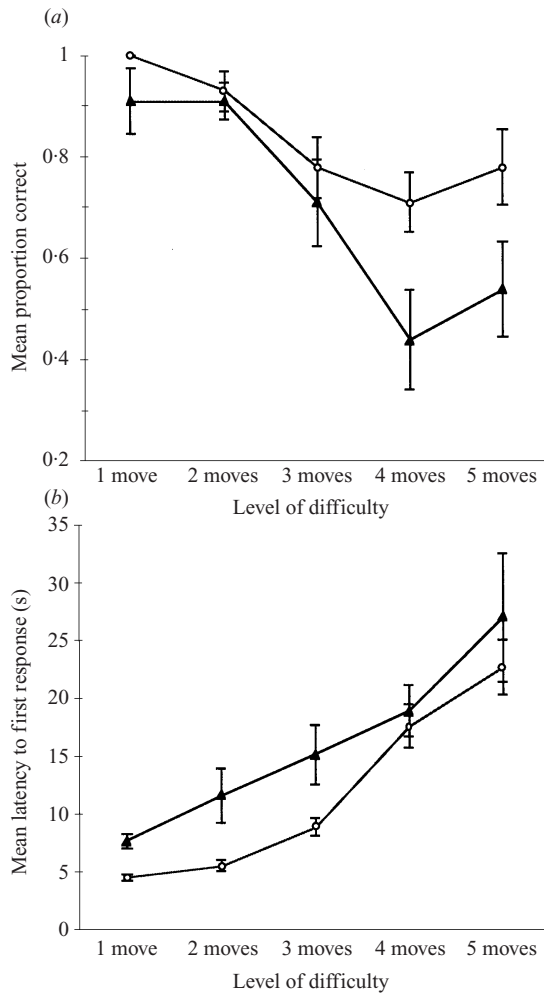 (a)
1
0·8
0·6
0·4
0·2
Mean proportion correct
1 move 2 moves 3 moves 4 moves 5 moves
Level of difficulty
(b)
35
30
25
20
15
10
5
0
Mean latency to first response (s)
1 move 2 moves 3 moves 4 moves 5 moves
Level of difficulty